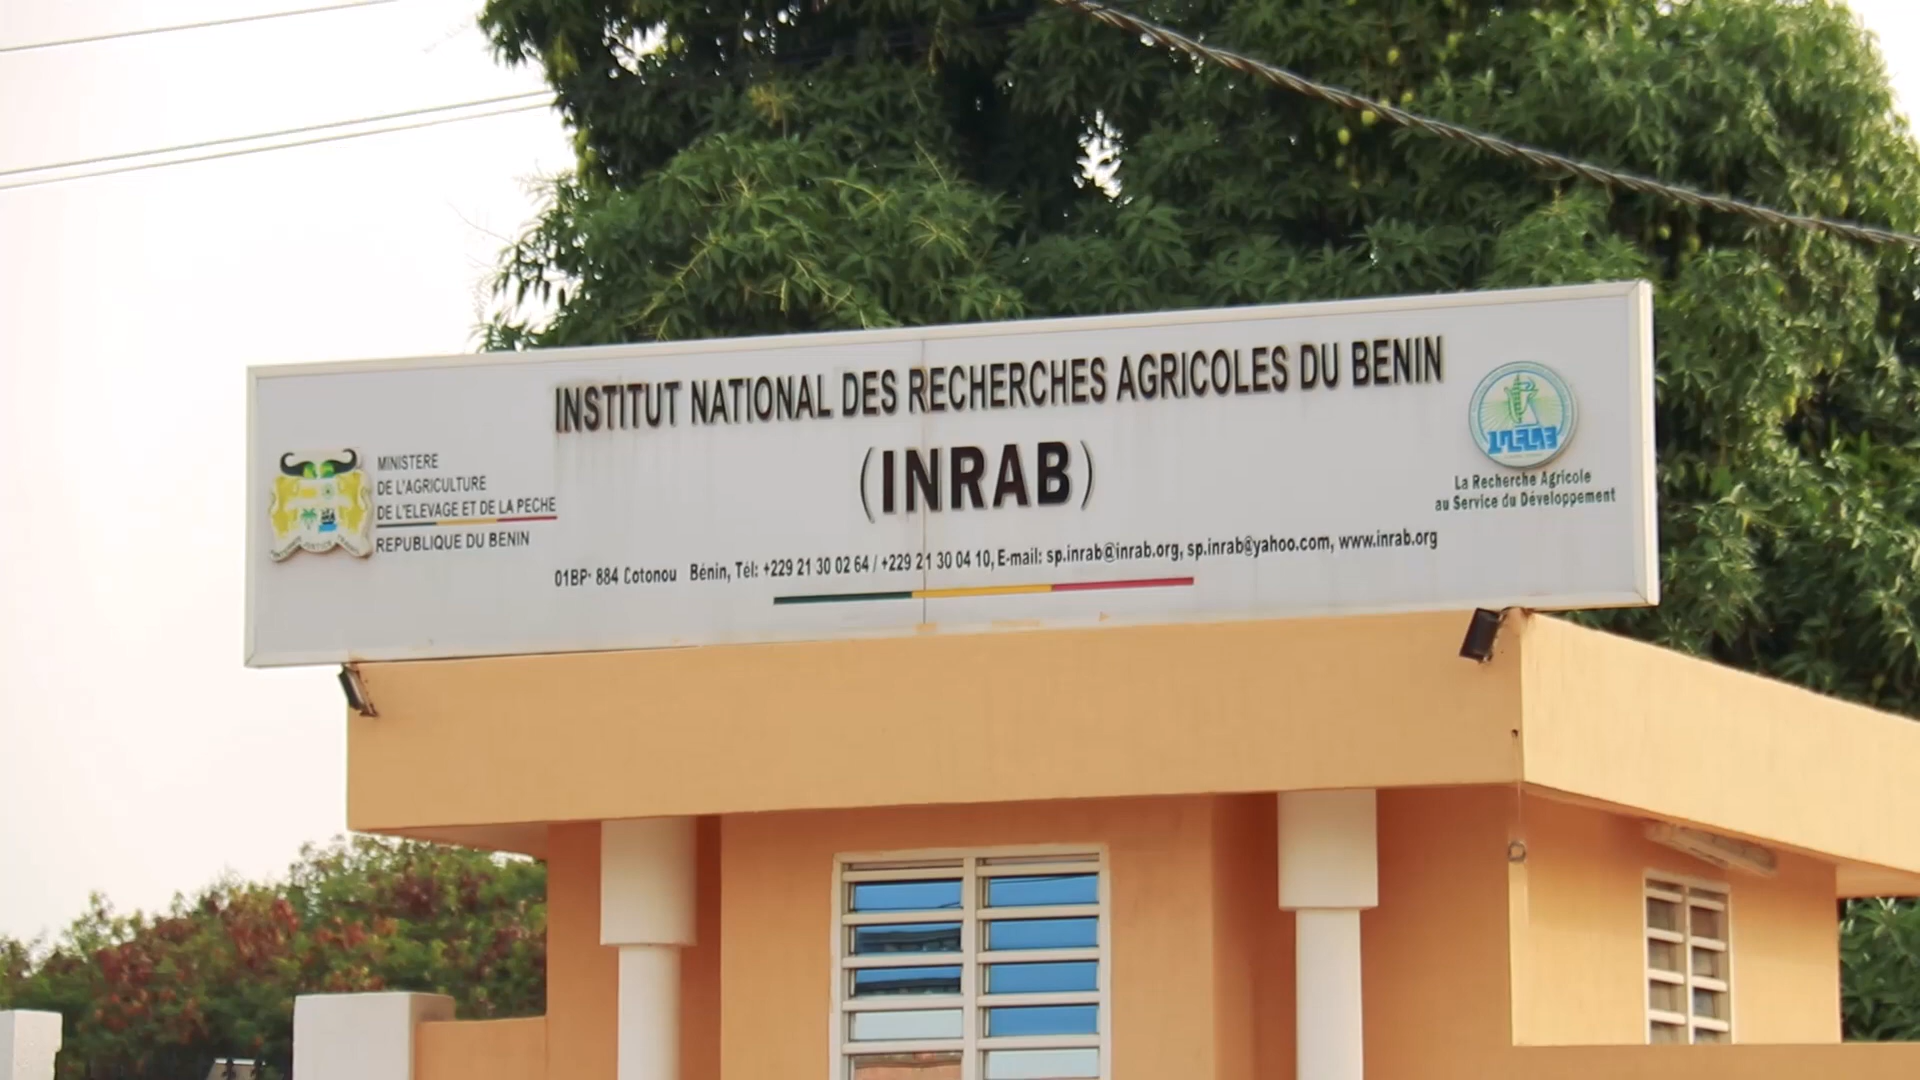 INSTITUT NATIONAL DES RECHERCHES AGRICOLES DU BENIN
(INRAB)
MINISTERE
DE L'AGRICULTURE
DE L'ELEVAGE ET DE LA PECHE
REPUBLIQUE DU BENIN
La Recherche Agricole
au Service du Développement
01BP 884 Cotonou Bénin, Tél: +229 21 30 02 64 / +229 21 30 04 10, E-mail: sp.inrab@inrab.org, sp.inrab@yahoo.com, www.inrab.org